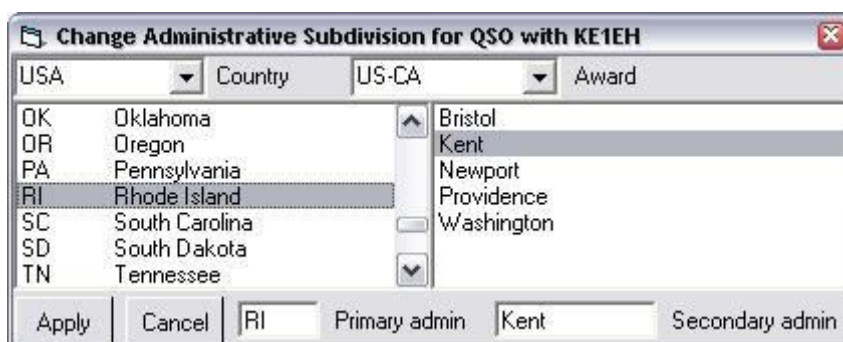 Change Administrative Subdivision for QSO with KE1EH
USA Country US-CA Award
OK Oklahoma
OR Oregon
PA Pennsylvania
RI Rhode Island
SC South Carolina
SD South Dakota
TN Tennessee
Bristol
Kent
Newport
Providence
Washington
Apply Cancel RI Primary admin Kent Secondary admin